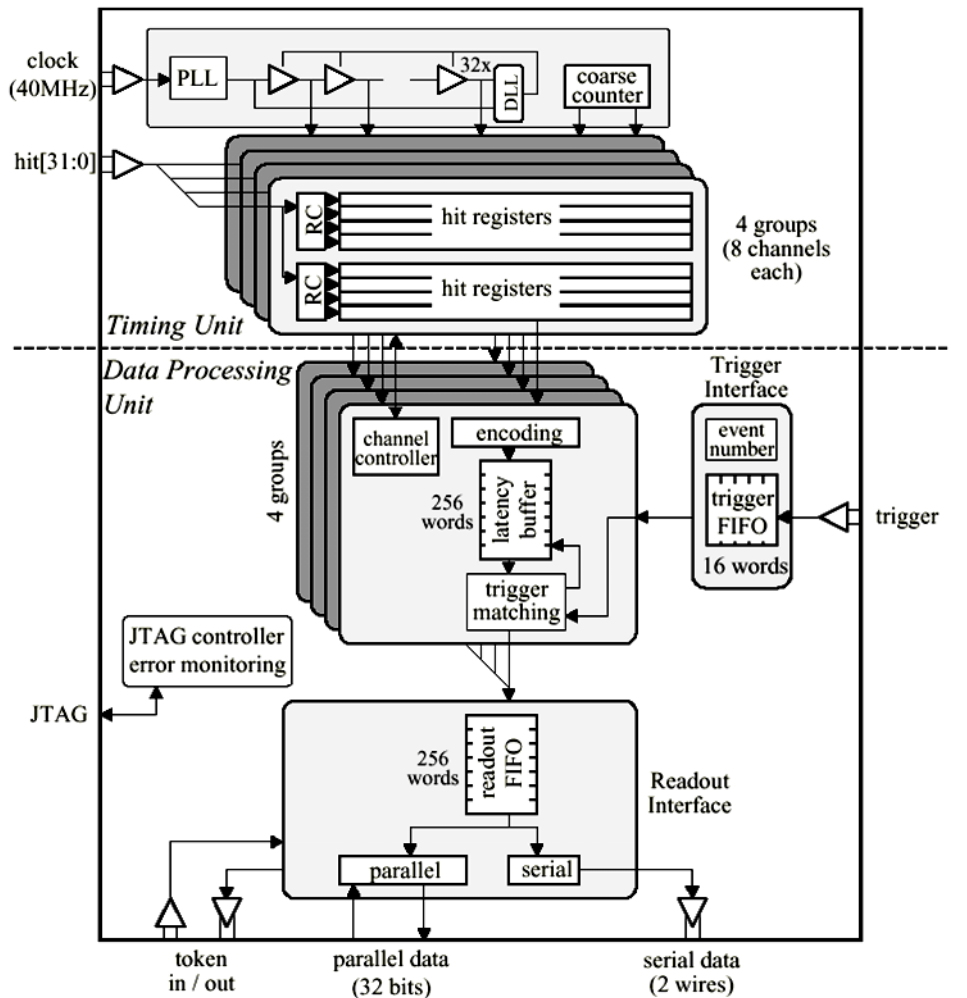 clock
(40MHz)
PLL
32x
DLL
coarse
counter
hit[31:0]
RC
hit registers
RC
hit registers
4 groups
(8 channels
each)
Timing Unit
Data Processing
Unit
Trigger
Interface
4 groups
channel
controller
encoding
256
words
latency
buffer
trigger
matching
event
number
trigger
FIFO
16 words
trigger
JTAG controller
error monitoring
JTAG
256
words
readout
FIFO
Readout
Interface
parallel
serial
token
in / out
parallel data
(32 bits)
serial data
(2 wires)